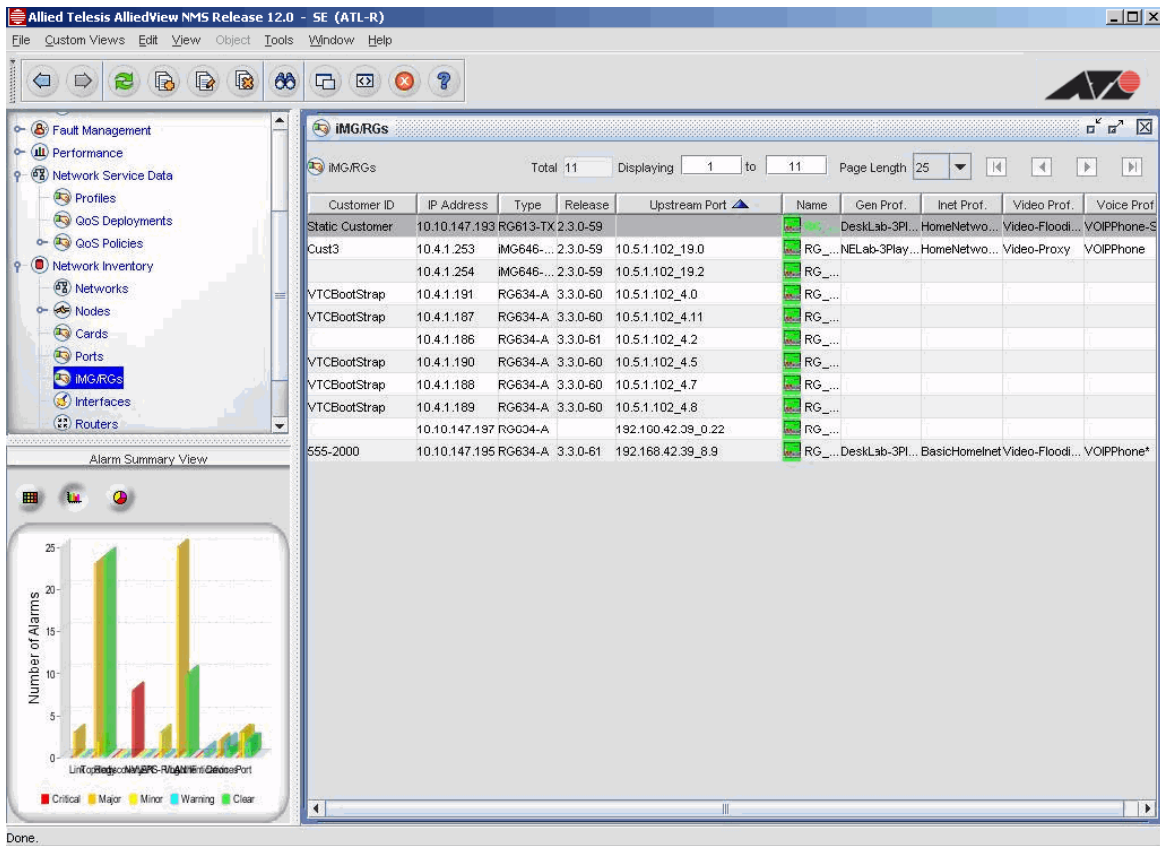 Allied Telesis AlliedView NMS Release 12.0 - SE (ATL-R)
File Custom Views Edit View Object Tools Window Help
Fault Management
Performance
Network Service Data
Profiles
QoS Deployments
QoS Policies
Network Inventory
Networks
Nodes
Cards
Ports
iMG/RGs
Interfaces
Routers
Alarm Summary View
25
20
15
10
5
0
Number of Alarms
Port
Critical Major Minor Warning Clear
iMG/RGs
iMG/RGs Total 11 Displaying 1 to 11 Page Length 25
Customer ID IP Address Type Release Upstream Port Name Gen Prof. Inet Prof. Video Prof. Voice Prof
Static Customer 10.10.147.193 RG613-TX 2.3.0-59 DeskLab-3Pl... HomeNetwo... Video-Floodi... VOIPPhone-S
Cust3 10.4.1.253 iMG646-... 2.3.0-59 10.5.1.102_19.0 RG_... NELab-3Play... HomeNetwo... Video-Proxy VOIPPhone
10.4.1.254 iMG646-... 2.3.0-59 10.5.1.102_19.2 RG_...
VTCBootStrap 10.4.1.191 RG634-A 3.3.0-60 10.5.1.102_4.0 RG_...
VTCBootStrap 10.4.1.187 RG634-A 3.3.0-60 10.5.1.102_4.11 RG_...
10.4.1.186 RG634-A 3.3.0-61 10.5.1.102_4.2 RG_...
VTCBootStrap 10.4.1.190 RG634-A 3.3.0-60 10.5.1.102_4.5 RG_...
VTCBootStrap 10.4.1.188 RG634-A 3.3.0-60 10.5.1.102_4.7 RG_...
VTCBootStrap 10.4.1.189 RG634-A 3.3.0-60 10.5.1.102_4.8 RG_...
10.10.147.197 RG634-A 192.168.42.39_0.22 RG_...
555-2000 10.10.147.195 RG634-A 3.3.0-61 192.168.42.39_8.9 RG_... DeskLab-3Pl... BasicHomeInet Video-Floodi... VOIPPhone*
Done.